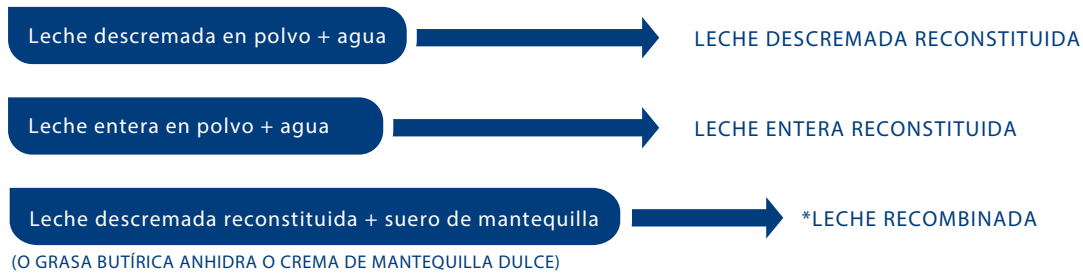 Leche descremada en polvo + agua
LECHE DESCREMADA RECONSTITUIDA
Leche entera en polvo + agua
LECHE ENTERA RECONSTITUIDA
Leche descremada reconstituida + suero de mantequilla
*LECHE RECOMBINADA
(O GRASA BUTÍRICA ANHIDRA O CREMA DE MANTEQUILLA DULCE)